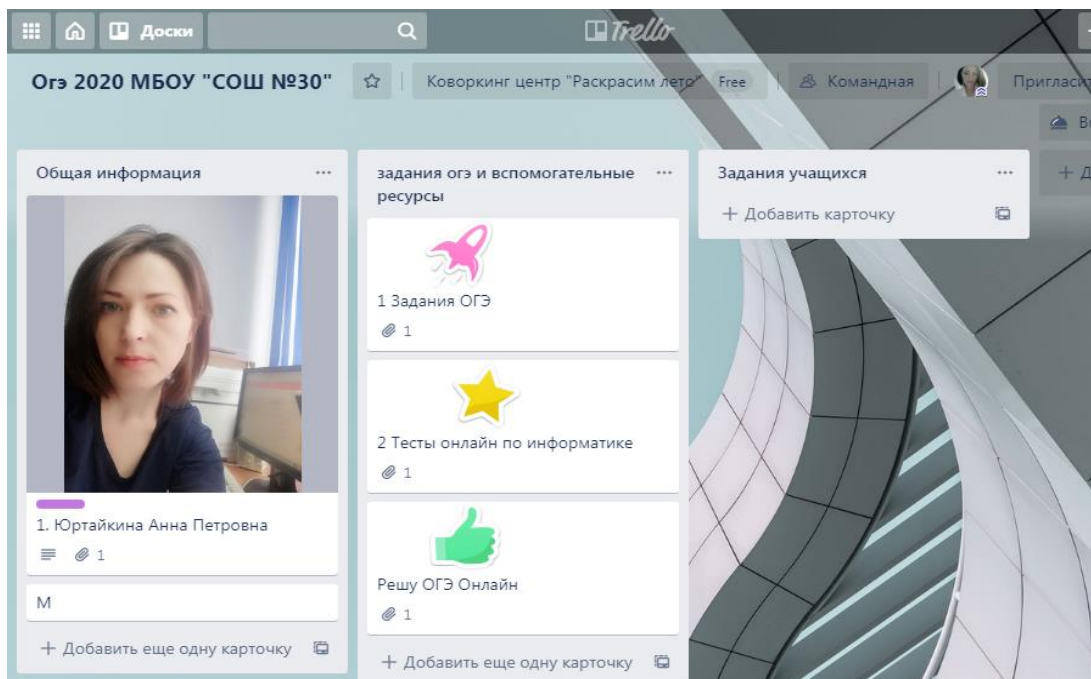 Доски
Trello
Огэ 2020 МБОУ "СОШ №30"
Коворкинг центр "Раскрасим лето" Free
Командная
Общая информация
1. Юртайкина Анна Петровна
1
М
+ Добавить еще одну карточку
задания огэ и вспомогательные
ресурсы
1 Задания ОГЭ
1
2 Тесты онлайн по информатике
1
Решу ОГЭ Онлайн
1
+ Добавить еще одну карточку
Задания учащихся
+ Добавить карточку